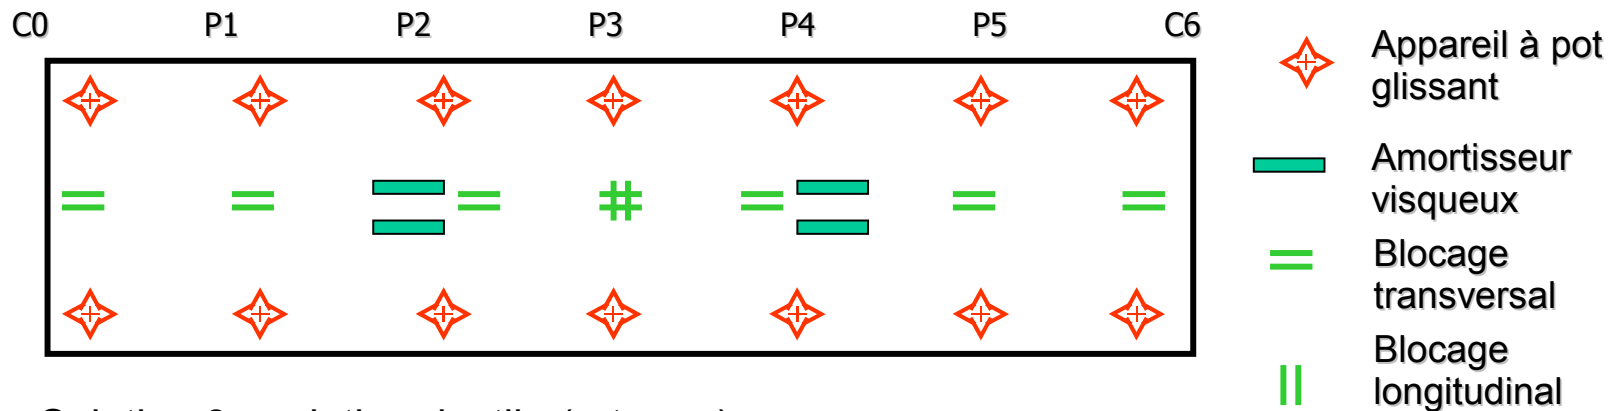 C0 P1 P2 P3 P4 P5 C6
Appareil à pot
glissant
Amortisseur
visqueux
Blocage
transversal
Blocage
longitudinal